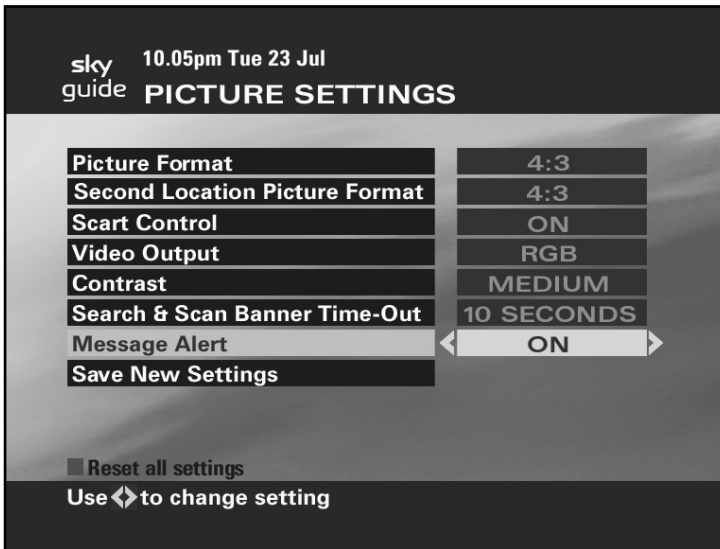 sky guide
10.05pm Tue 23 Jul
PICTURE SETTINGS
Picture Format 4:3
Second Location Picture Format 4:3
Scart Control ON
Video Output RGB
Contrast MEDIUM
Search & Scan Banner Time-Out 10 SECONDS
Message Alert ON
Save New Settings
Reset all settings
Use to change setting